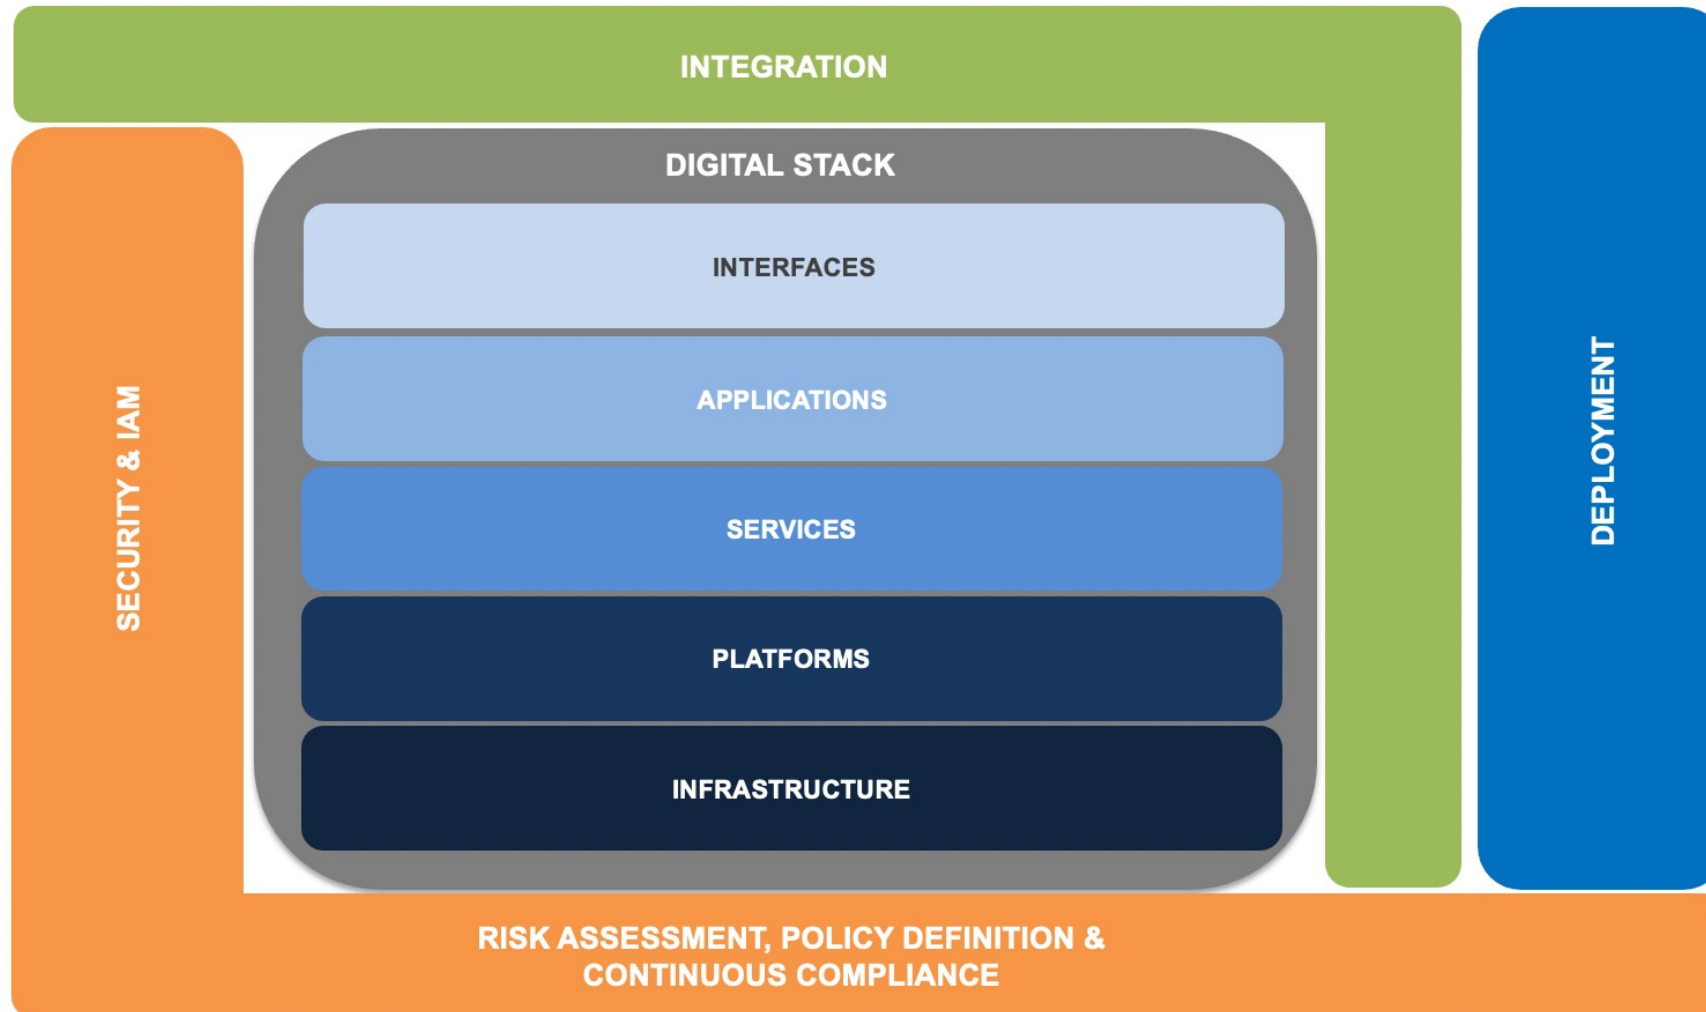 INTEGRATION
DIGITAL STACK
INTERFACES
APPLICATIONS
SERVICES
PLATFORMS
INFRASTRUCTURE
SECURITY & IAM
DEPLOYMENT
RISK ASSESSMENT, POLICY DEFINITION &
CONTINUOUS COMPLIANCE